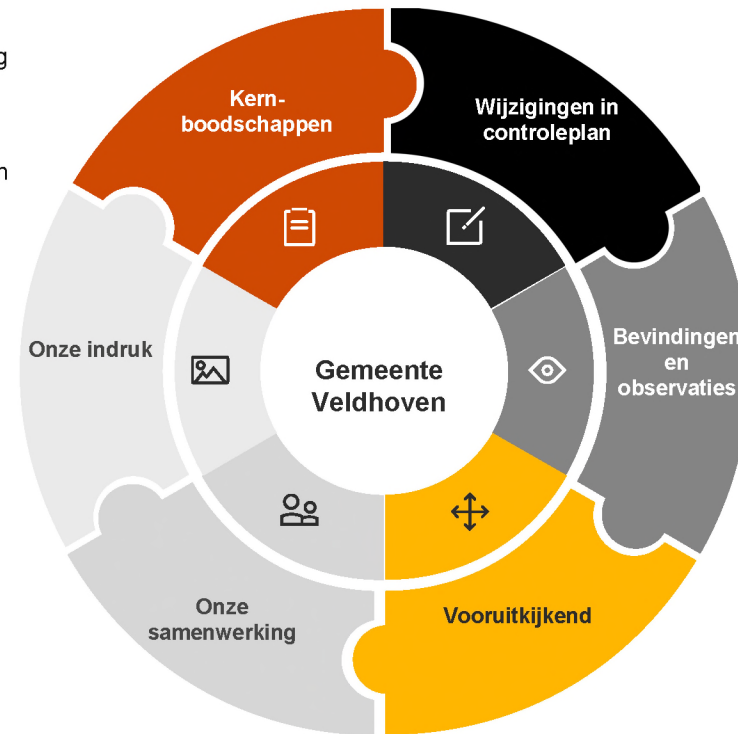 Kern-
boodschappen
Wijzigingen in
controleplan
Bevindingen
en
observaties
Vooruitkijkend
Onze
samenwerking
Onze indruk
Gemeente
Veldhoven